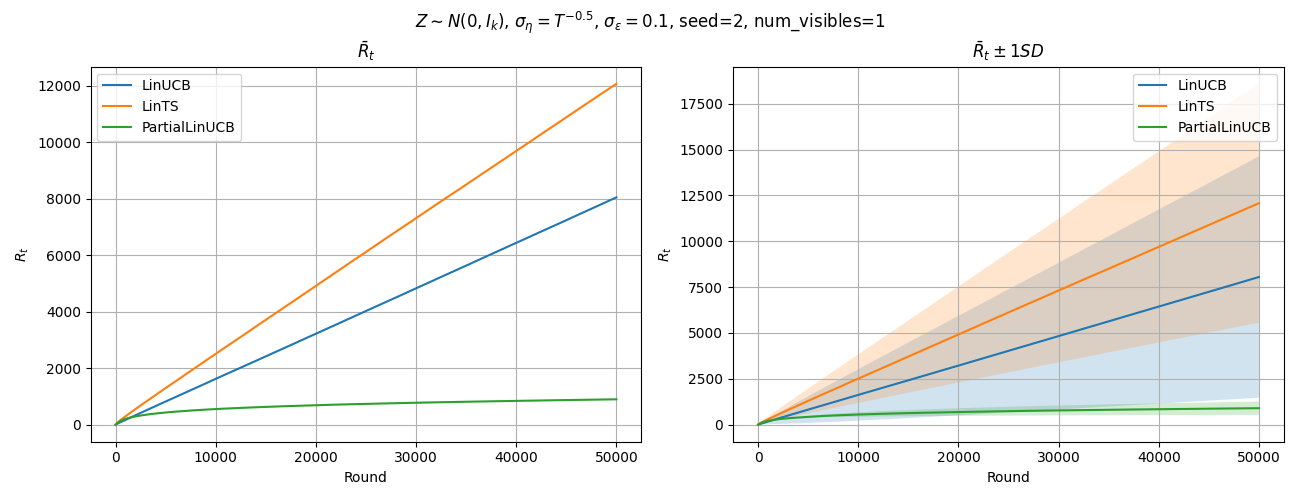 Z ~ N(0, I_k), σ_η = T^{-0.5}, σ_ε = 0.1, seed=2, num_visibles=1
R̄_t
12000
10000
8000
6000
4000
2000
0
R_t
LinUCB
LinTS
PartialLinUCB
0 10000 20000 30000 40000 50000
Round
R̄_t ± 1SD
17500
15000
12500
10000
7500
5000
2500
0
R_t
LinUCB
LinTS
PartialLinUCB
0 10000 20000 30000 40000 50000
Round